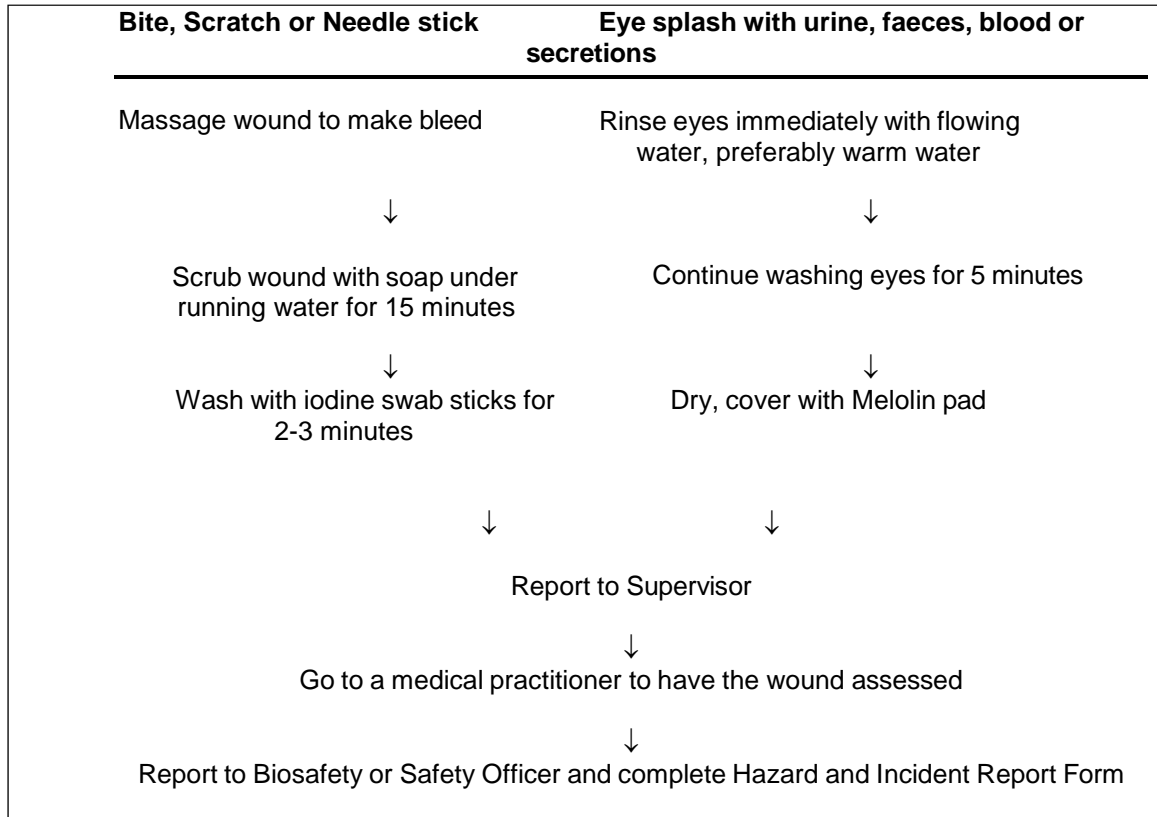 Bite, Scratch or Needle stick Eye splash with urine, faeces, blood or
secretions
Massage wound to make bleed
Rinse eyes immediately with flowing
water, preferably warm water
↓ ↓
Scrub wound with soap under
running water for 15 minutes
Continue washing eyes for 5 minutes
↓ ↓
Wash with iodine swab sticks for
2-3 minutes
Dry, cover with Melolin pad
↓ ↓
Report to Supervisor
↓
Go to a medical practitioner to have the wound assessed
↓
Report to Biosafety or Safety Officer and complete Hazard and Incident Report Form